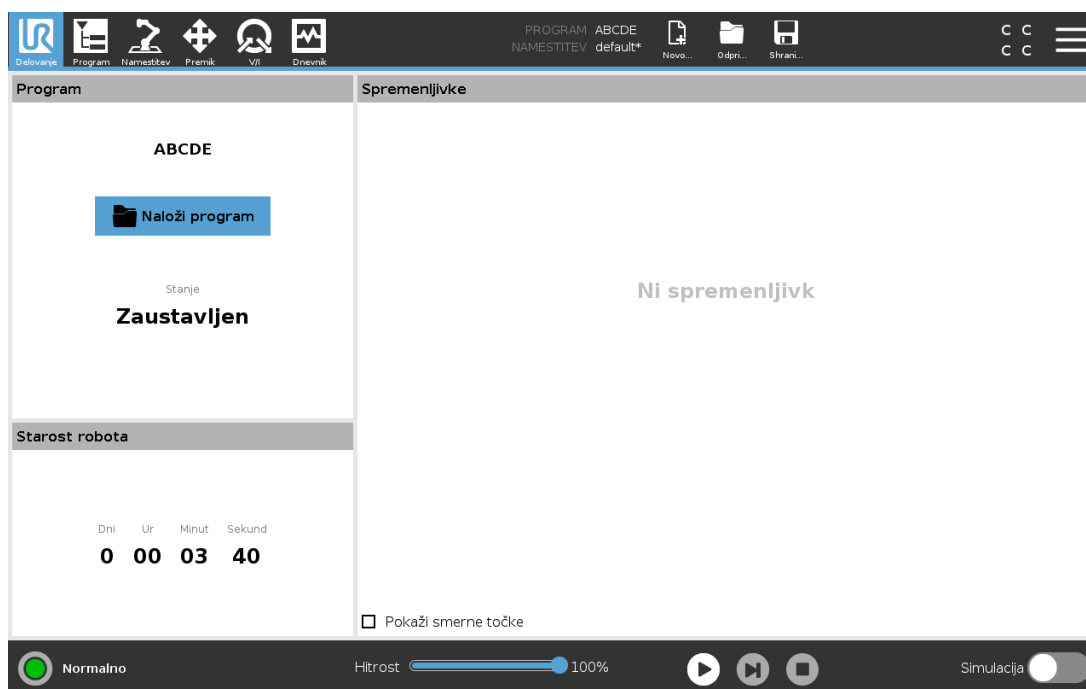 PROGRAM ABCDE
NAMESTITEV default*
C C
C C
Delovanje Program Namestitev Premik V/I Dnevnik Novo... Odpri... Shrani...
Program
Spremenljivke
ABCDE
Naloži program
Stanje
Zaustavljen
Ni spremenljivk
Starost robota
Dni Ur Minut Sekund
0 00 03 40
Pokaži smerne točke
Normalno
Hitrost 100%
Simulacija